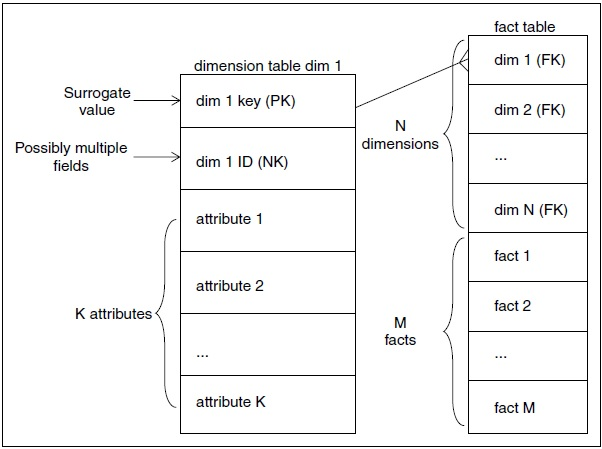 fact table
dimension table dim 1
dim 1 (FK)
Surrogate
value
dim 1 key (PK)
N
dimensions
dim 2 (FK)
Possibly multiple
fields
dim 1 ID (NK)
...
dim N (FK)
attribute 1
fact 1
K attributes
attribute 2
M
facts
fact 2
...
...
attribute K
fact M